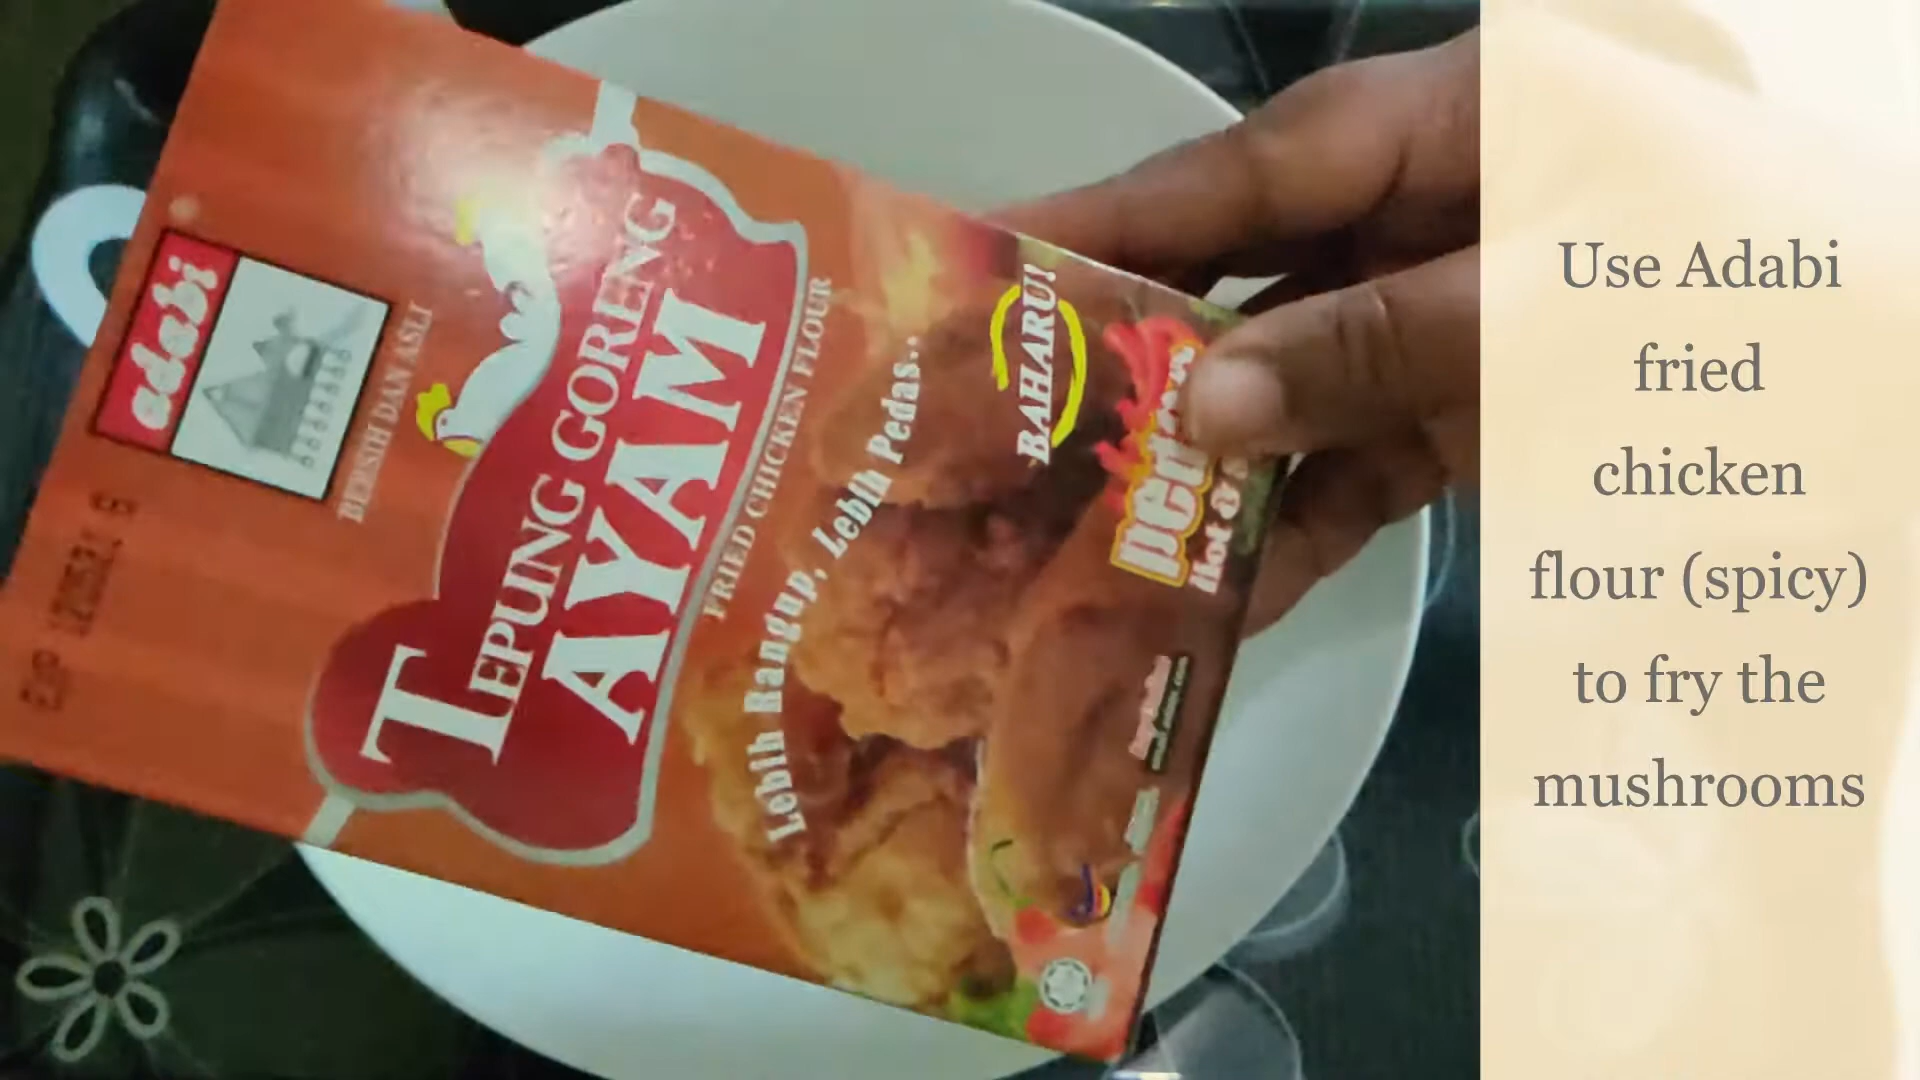 adabi
BERSIH DAN ASLI
TEPUNG GORENG
AYAM
FRIED CHICKEN FLOUR
Lebih Rangup, Lebih Pedas..
BAHARU!
Hot &
Use Adabi
fried
chicken
flour (spicy)
to fry the
mushrooms